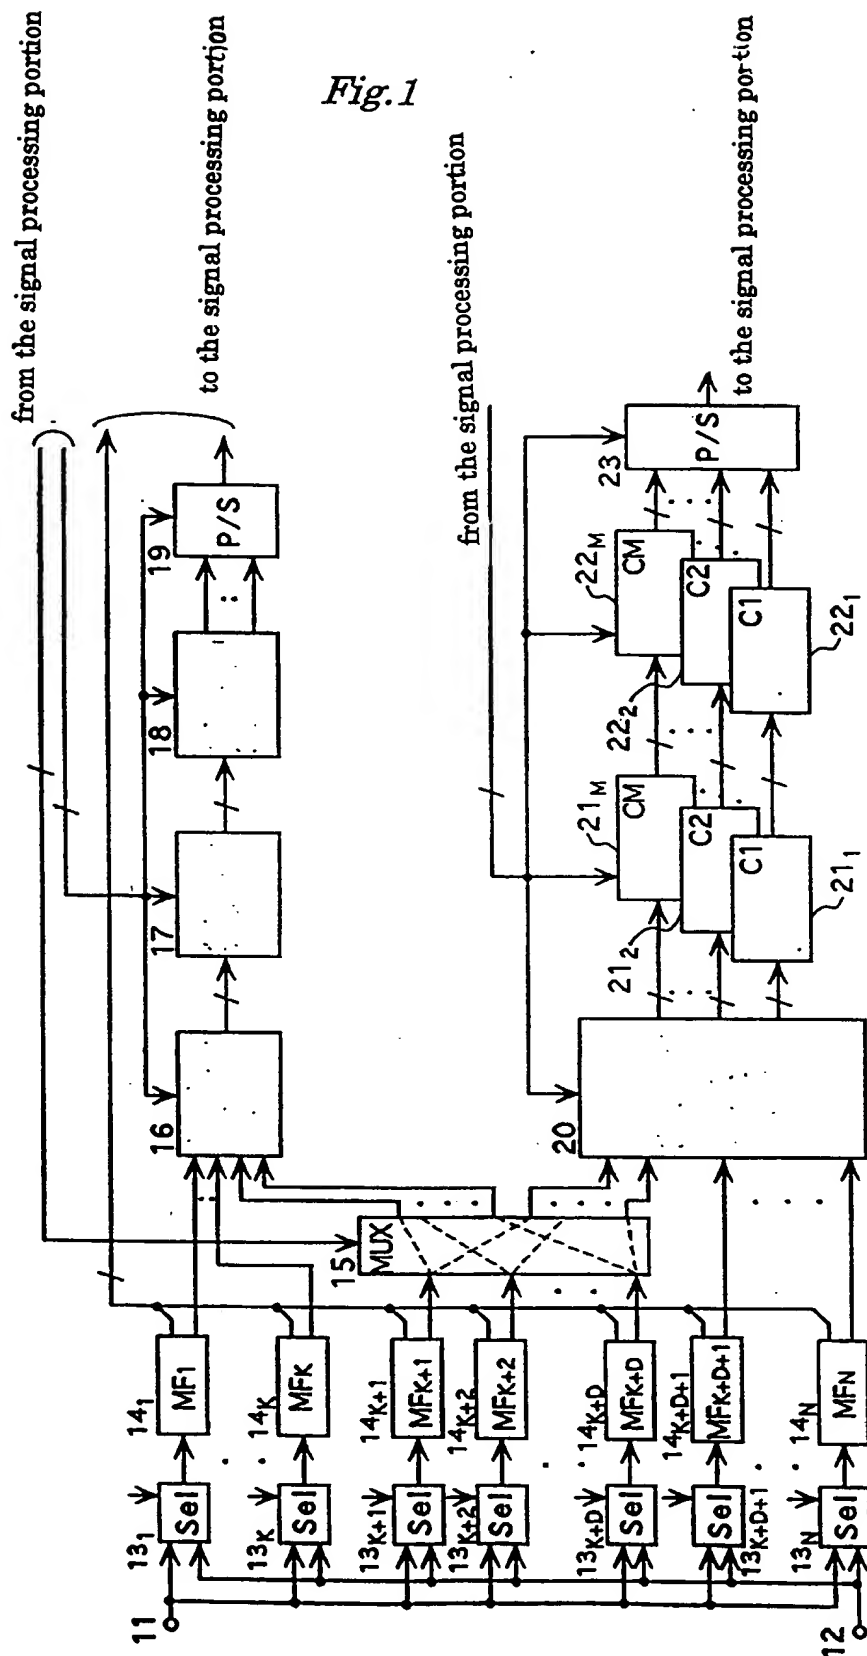 Fig.1
from the signal processing portion
to the signal processing portion
from the signal processing portion
to the signal processing portion
11
12
13₁ Sel
13K Sel
13K+1 Sel
13K+2 Sel
13K+D Sel
13K+D+1 Sel
13N Sel
14₁ MF1
14K MFK
14K+1 MFK+1
14K+2 MFK+2
14K+D MFK+D
14K+D+1 MFK+D+1
14N MFN
15 MUX
16
17
18
19 P/S
20
21M CM
21₂ C2
21₁ C1
22M CM
22₂ C2
22₁ C1
23 P/S